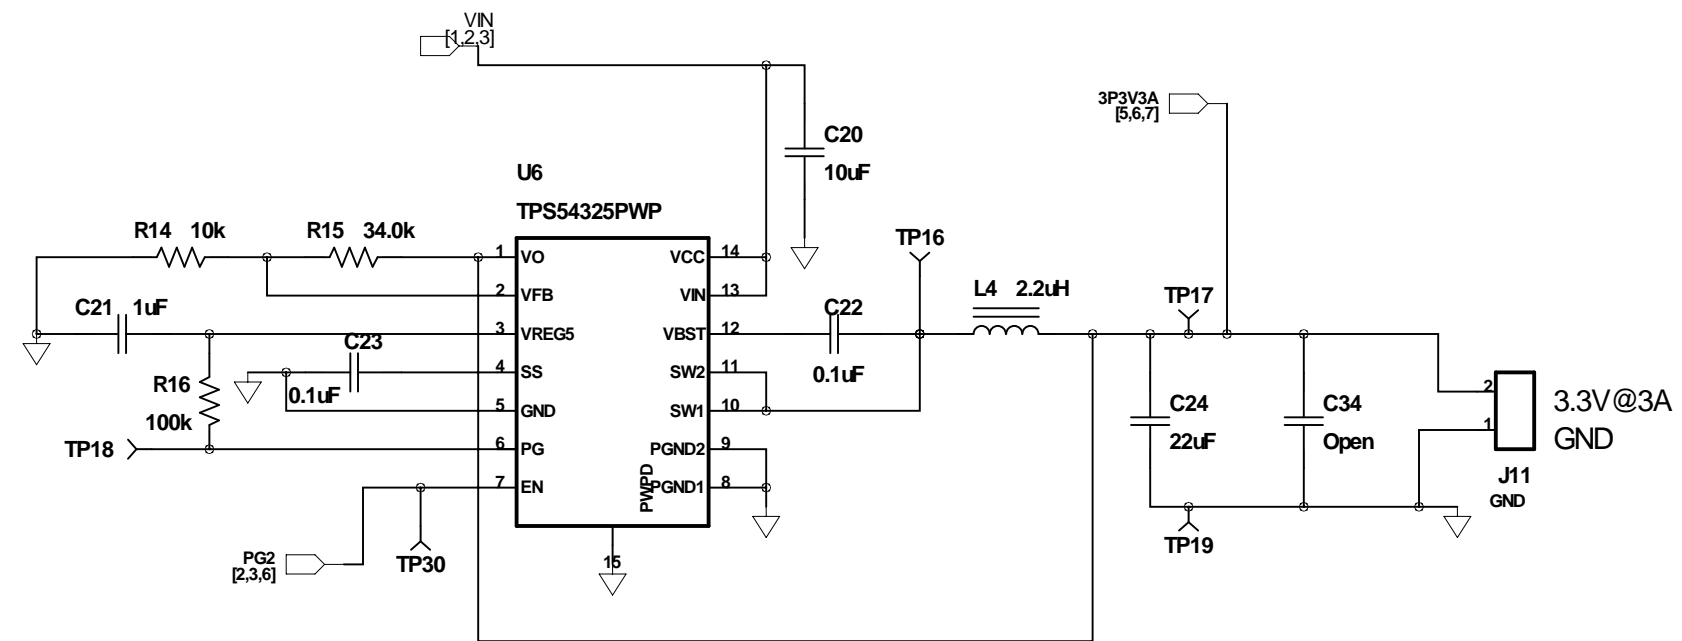 VIN
[1,2,3]
3P3V3A
[5,6,7]
C20
10uF
U6
TPS54325PWP
R14 10k
R15 34.0k
1 VO
VCC 14
TP16
2 VFB
VIN 13
C21 1uF
L4 2.2uH
TP17
3 VREG5
VBST 12
C22
0.1uF
C23
0.1uF
4 SS
SW2 11
R16
100k
5 GND
SW1 10
C24
22uF
C34
Open
2
1
3.3V@3A
GND
TP18
6 PG
PGND2 9
J11
GND
7 EN
PWPD
PGND1 8
TP19
PG2
[2,3,6]
TP30
15